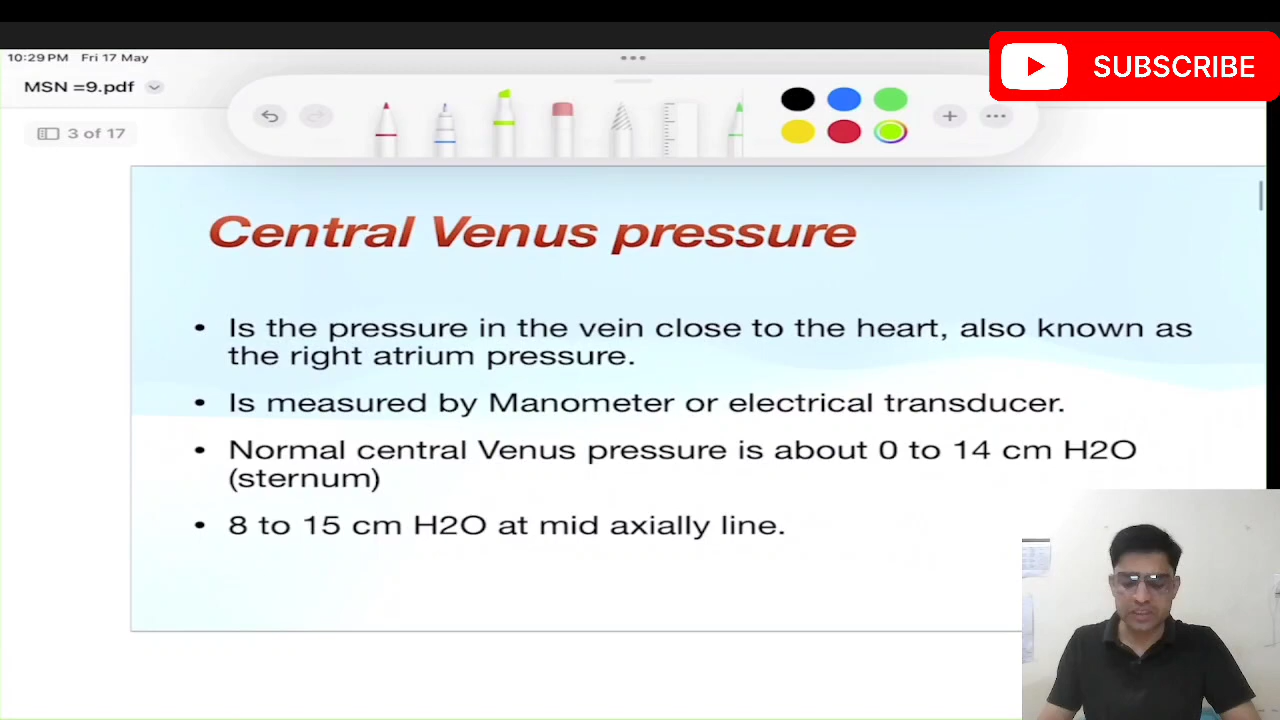 10:29 PM Fri 17 May
SUBSCRIBE
MSN =9.pdf
3 of 17
Central Venus pressure
• Is the pressure in the vein close to the heart, also known as
the right atrium pressure.
• Is measured by Manometer or electrical transducer.
• Normal central Venus pressure is about 0 to 14 cm H2O
(sternum)
• 8 to 15 cm H2O at mid axially line.